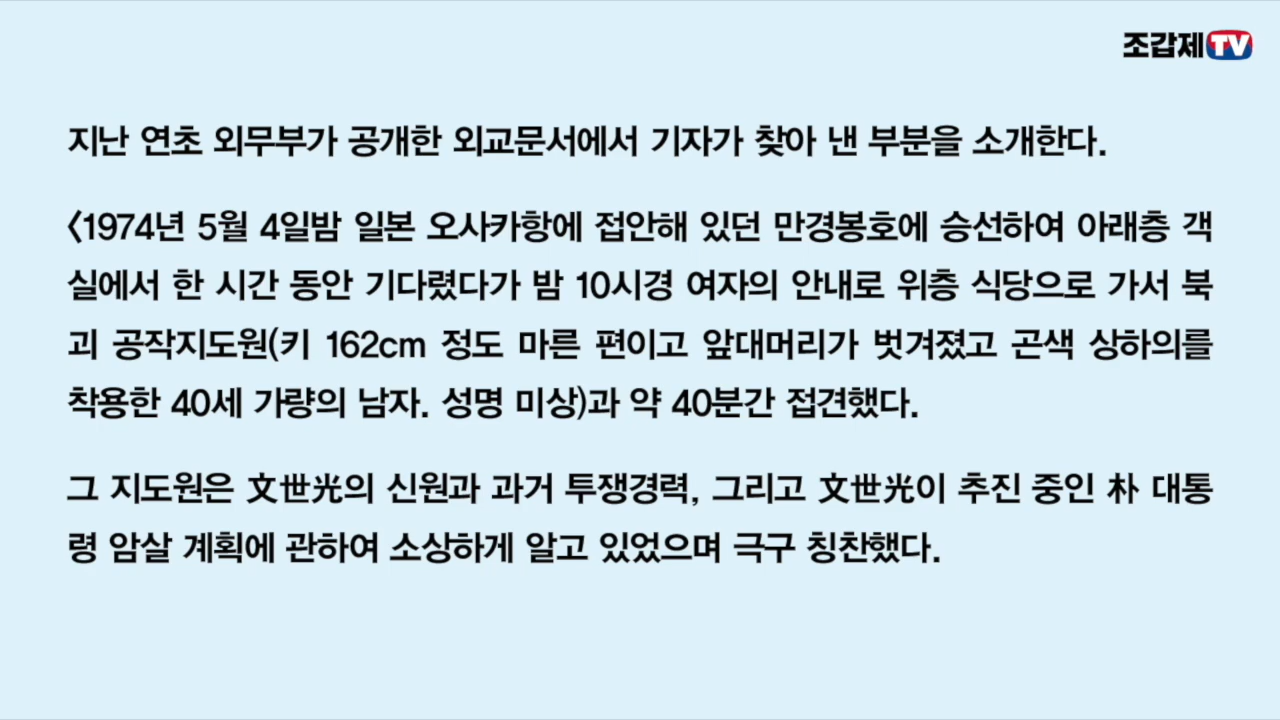 조갑제TV
지난 연초 외무부가 공개한 외교문서에서 기자가 찾아 낸 부분을 소개한다.
〈1974년 5월 4일밤 일본 오사카항에 접안해 있던 만경봉호에 승선하여 아래층 객
실에서 한 시간 동안 기다렸다가 밤 10시경 여자의 안내로 위층 식당으로 가서 북
괴 공작지도원(키 162cm 정도 마른 편이고 앞대머리가 벗겨졌고 곤색 상하의를
착용한 40세 가량의 남자. 성명 미상)과 약 40분간 접견했다.
그 지도원은 文世光의 신원과 과거 투쟁경력, 그리고 文世光이 추진 중인 朴 대통
령 암살 계획에 관하여 소상하게 알고 있었으며 극구 칭찬했다.